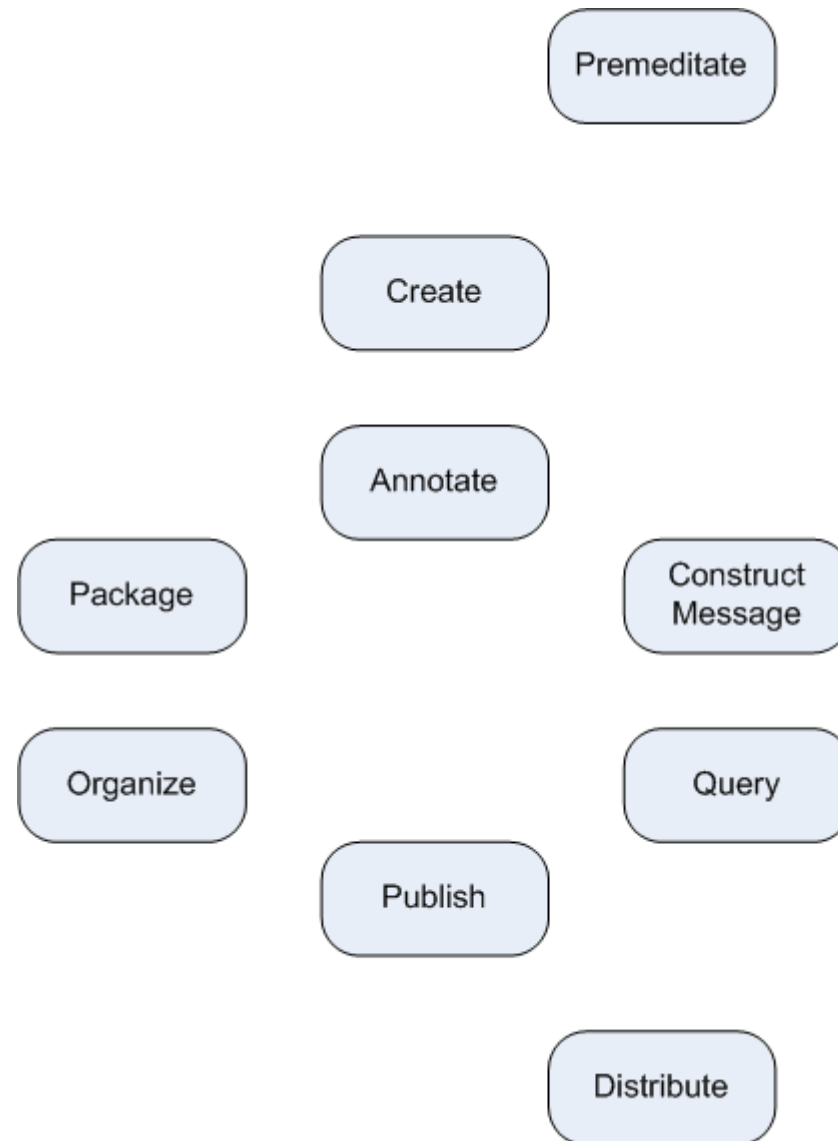 Premeditate
Create
Annotate
Package
Construct
Message
Organize
Query
Publish
Distribute